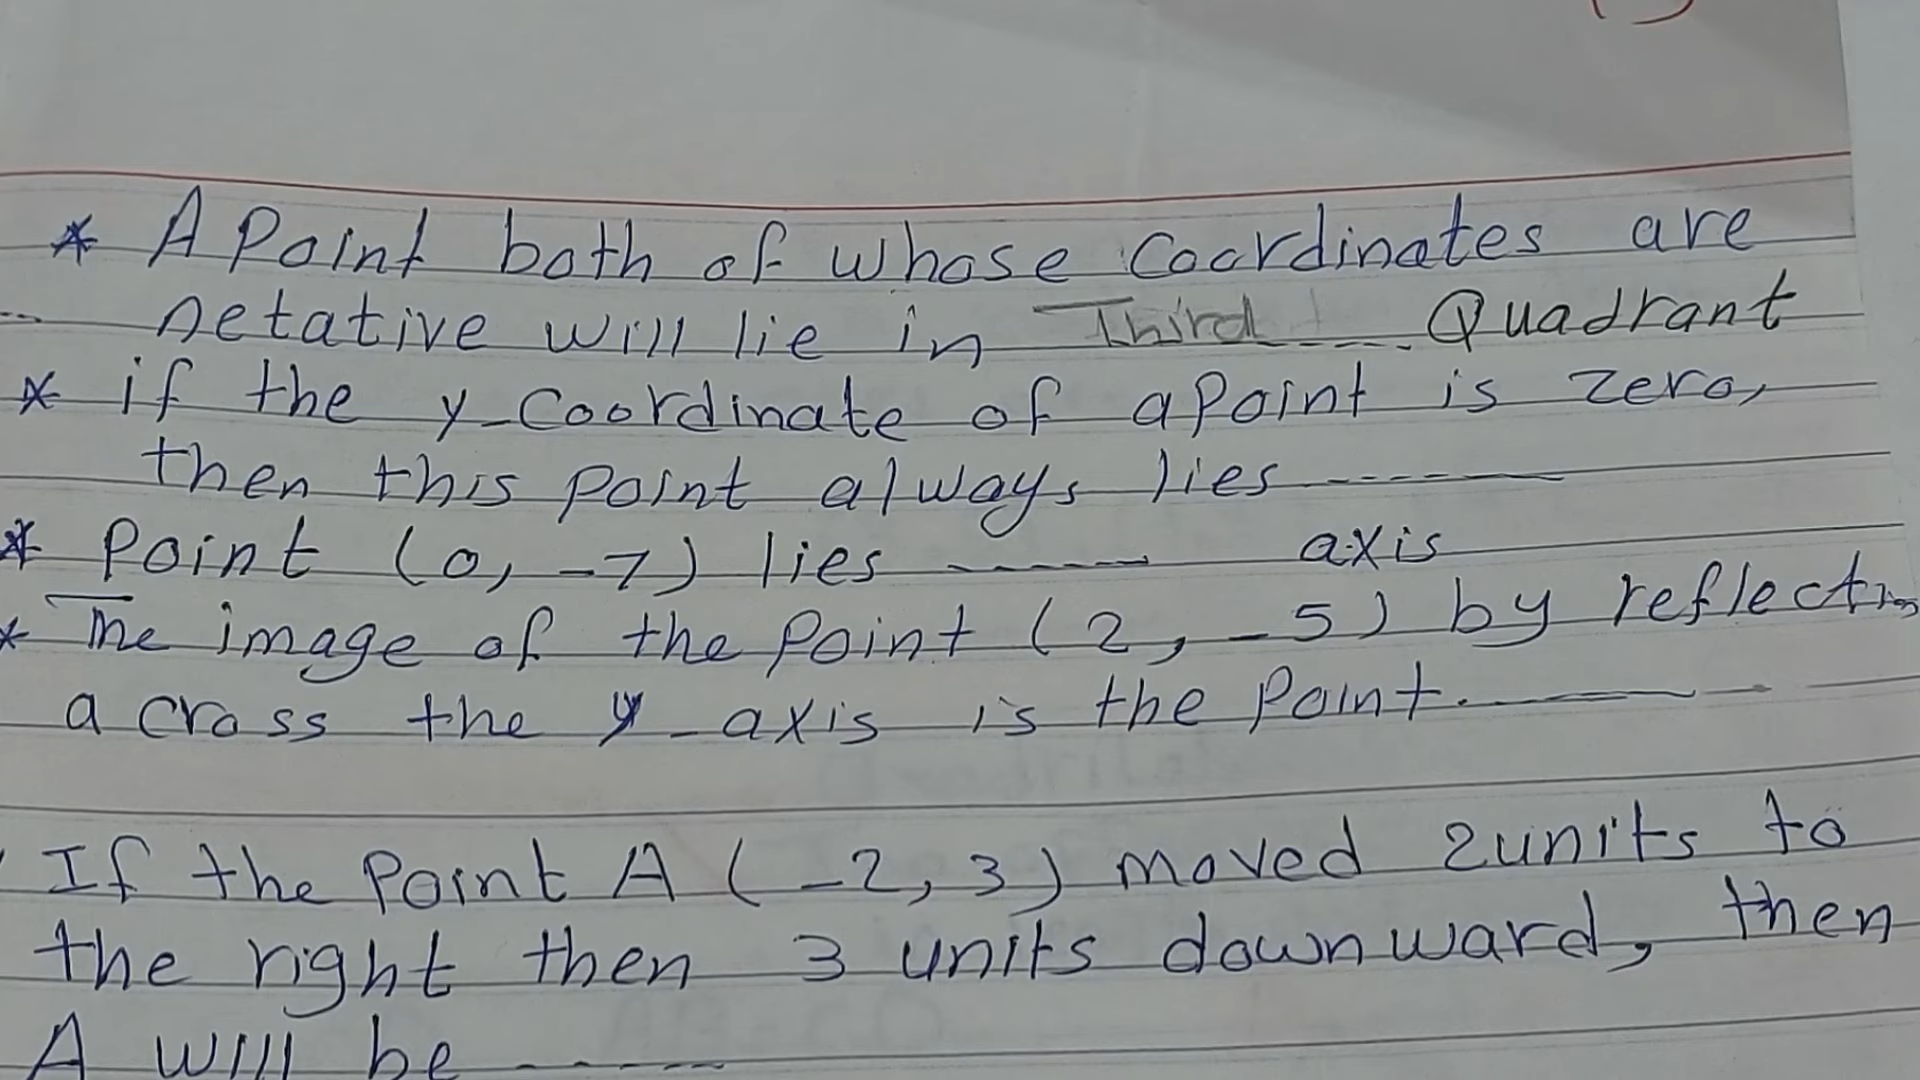 * A Point both of whose Coordinates are
netative will lie in Third ..... Quadrant
* if the y-Coordinate of a Point is zero,
then this point always lies ------
* Point (0, -7) lies ------ axis
* The image of the Point (2, -5) by reflection
a cross the y-axis is the Point. ------
If the Point A (-2, 3) moved 2units to
the right then 3 units downward, then
A will be ------